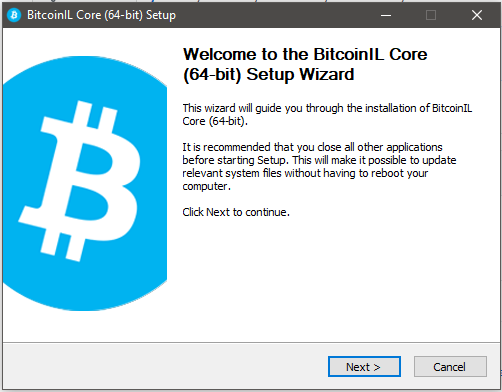 BitcoinIL Core (64-bit) Setup
Welcome to the BitcoinIL Core
(64-bit) Setup Wizard
This wizard will guide you through the installation of BitcoinIL
Core (64-bit).
It is recommended that you close all other applications
before starting Setup. This will make it possible to update
relevant system files without having to reboot your
computer.
Click Next to continue.
Next >
Cancel